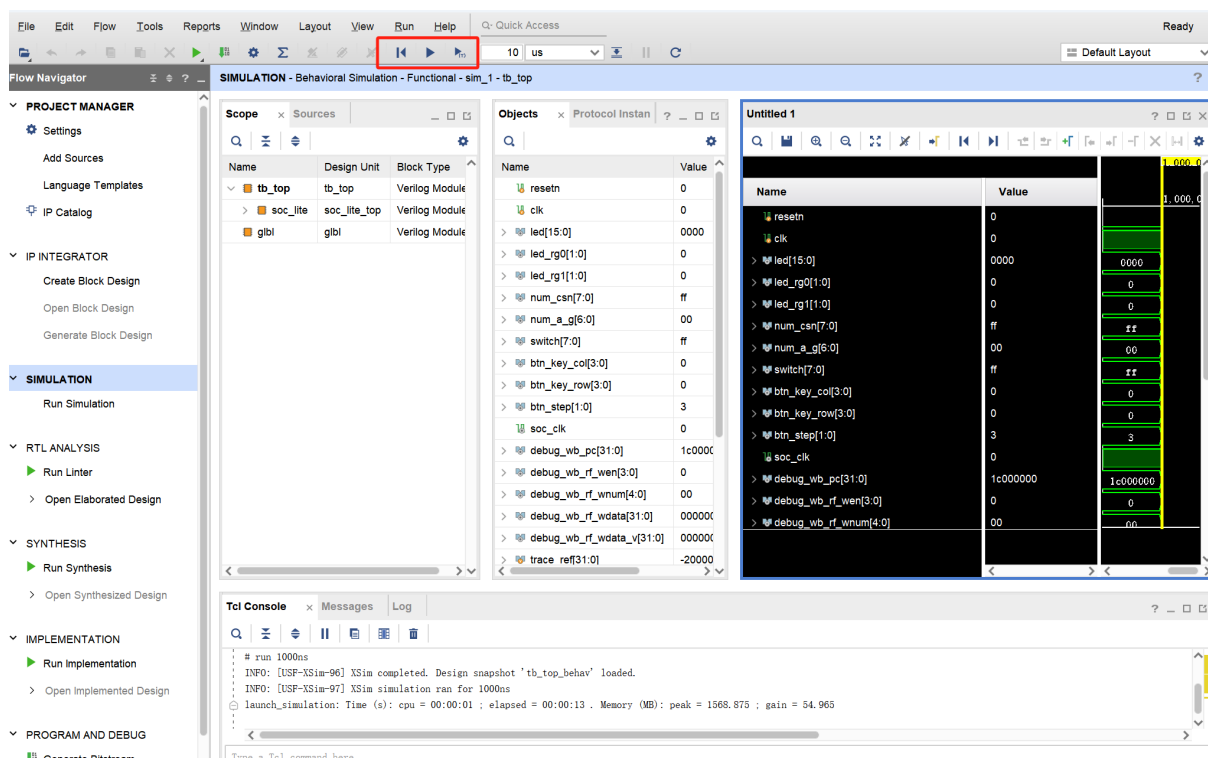 File Edit Flow Tools Reports Window Layout View Run Help Quick Access Ready
10 us Default Layout
Flow Navigator
PROJECT MANAGER
Settings
Add Sources
Language Templates
IP Catalog
IP INTEGRATOR
Create Block Design
Open Block Design
Generate Block Design
SIMULATION
Run Simulation
RTL ANALYSIS
Run Linter
Open Elaborated Design
SYNTHESIS
Run Synthesis
Open Synthesized Design
IMPLEMENTATION
Run Implementation
Open Implemented Design
PROGRAM AND DEBUG
Generate Bitstream
SIMULATION - Behavioral Simulation - Functional - sim_1 - tb_top
Scope Sources
Name Design Unit Block Type
tb_top tb_top Verilog Module
soc_lite soc_lite_top Verilog Module
glbl glbl Verilog Module
Objects Protocol Instan
Name Value
resetn 0
clk 0
led[15:0] 0000
led_rg0[1:0] 0
led_rg1[1:0] 0
num_csn[7:0] ff
num_a_g[6:0] 00
switch[7:0] ff
btn_key_col[3:0] 0
btn_key_row[3:0] 0
btn_step[1:0] 3
soc_clk 0
debug_wb_pc[31:0] 1c0000
debug_wb_rf_wen[3:0] 0
debug_wb_rf_wnum[4:0] 00
debug_wb_rf_wdata[31:0] 000000
debug_wb_rf_wdata_v[31:0] 000000
trace_ref[31:0] -20000
Untitled 1
1,000,0
Name Value
1,000,0
resetn 0
clk 0
led[15:0] 0000 0000
led_rg0[1:0] 0 0
led_rg1[1:0] 0 0
num_csn[7:0] ff ff
num_a_g[6:0] 00 00
switch[7:0] ff ff
btn_key_col[3:0] 0 0
btn_key_row[3:0] 0 0
btn_step[1:0] 3 3
soc_clk 0
debug_wb_pc[31:0] 1c000000 1c000000
debug_wb_rf_wen[3:0] 0 0
debug_wb_rf_wnum[4:0] 00 00
Tcl Console Messages Log
# run 1000ns
INFO: [USF-XSim-96] XSim completed. Design snapshot 'tb_top_behav' loaded.
INFO: [USF-XSim-97] XSim simulation ran for 1000ns
launch_simulation: Time (s): cpu = 00:00:01 ; elapsed = 00:00:13 . Memory (MB): peak = 1568.875 ; gain = 54.965
Type a Tcl command here